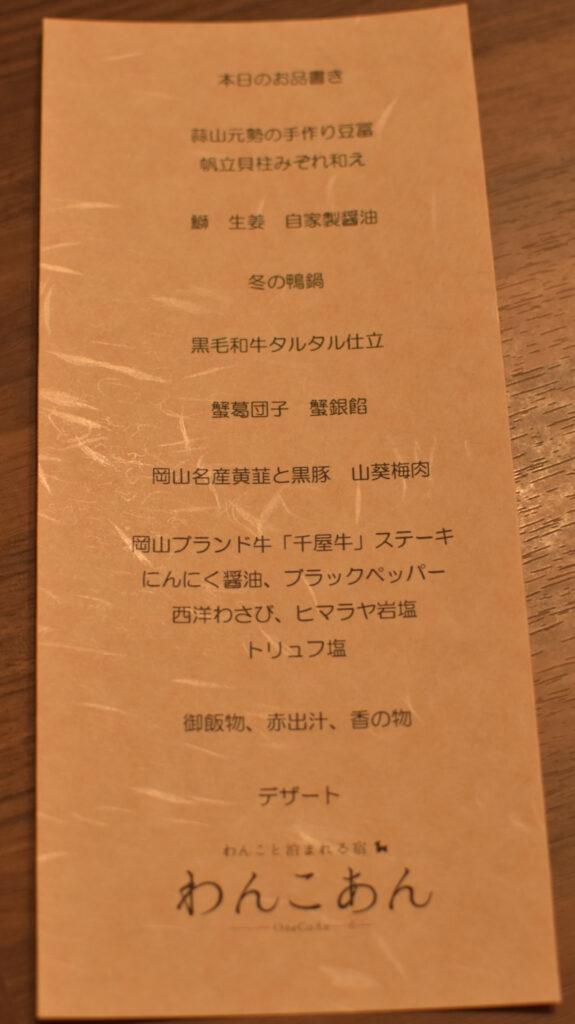 本日のお品書き
蒜山元勢の手作り豆冨
帆立貝柱みぞれ和え
鰤　生姜　自家製醤油
冬の鴨鍋
黒毛和牛タルタル仕立
蟹葛団子　蟹銀餡
岡山名産黄韮と黒豚　山葵梅肉
岡山ブランド牛「千屋牛」ステーキ
にんにく醤油、ブラックペッパー
西洋わさび、ヒマラヤ岩塩
トリュフ塩
御飯物、赤出汁、香の物
デザート
わんこと泊まれる宿
わんこあん